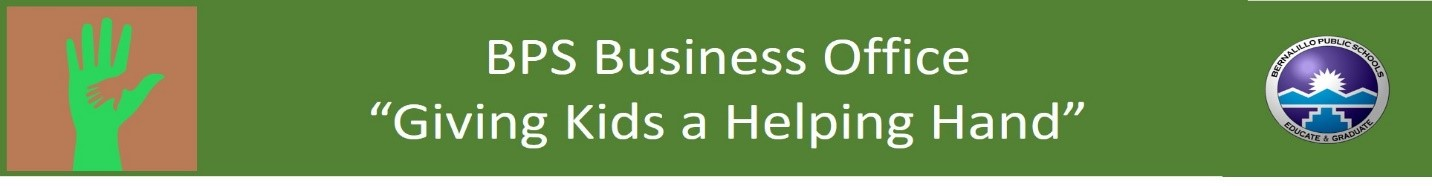 BPS Business Office
“Giving Kids a Helping Hand”
BERNALILLO PUBLIC SCHOOLS
EDUCATE & GRADUATE